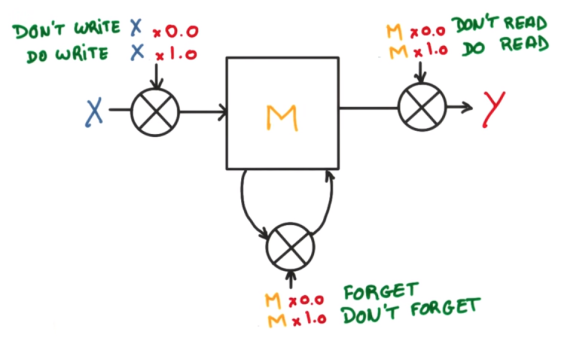 DON'T WRITE X x0.0
DO WRITE X x1.0
M x0.0 DON'T READ
M x1.0 DO READ
X
M
Y
M x0.0 FORGET
M x1.0 DON'T FORGET